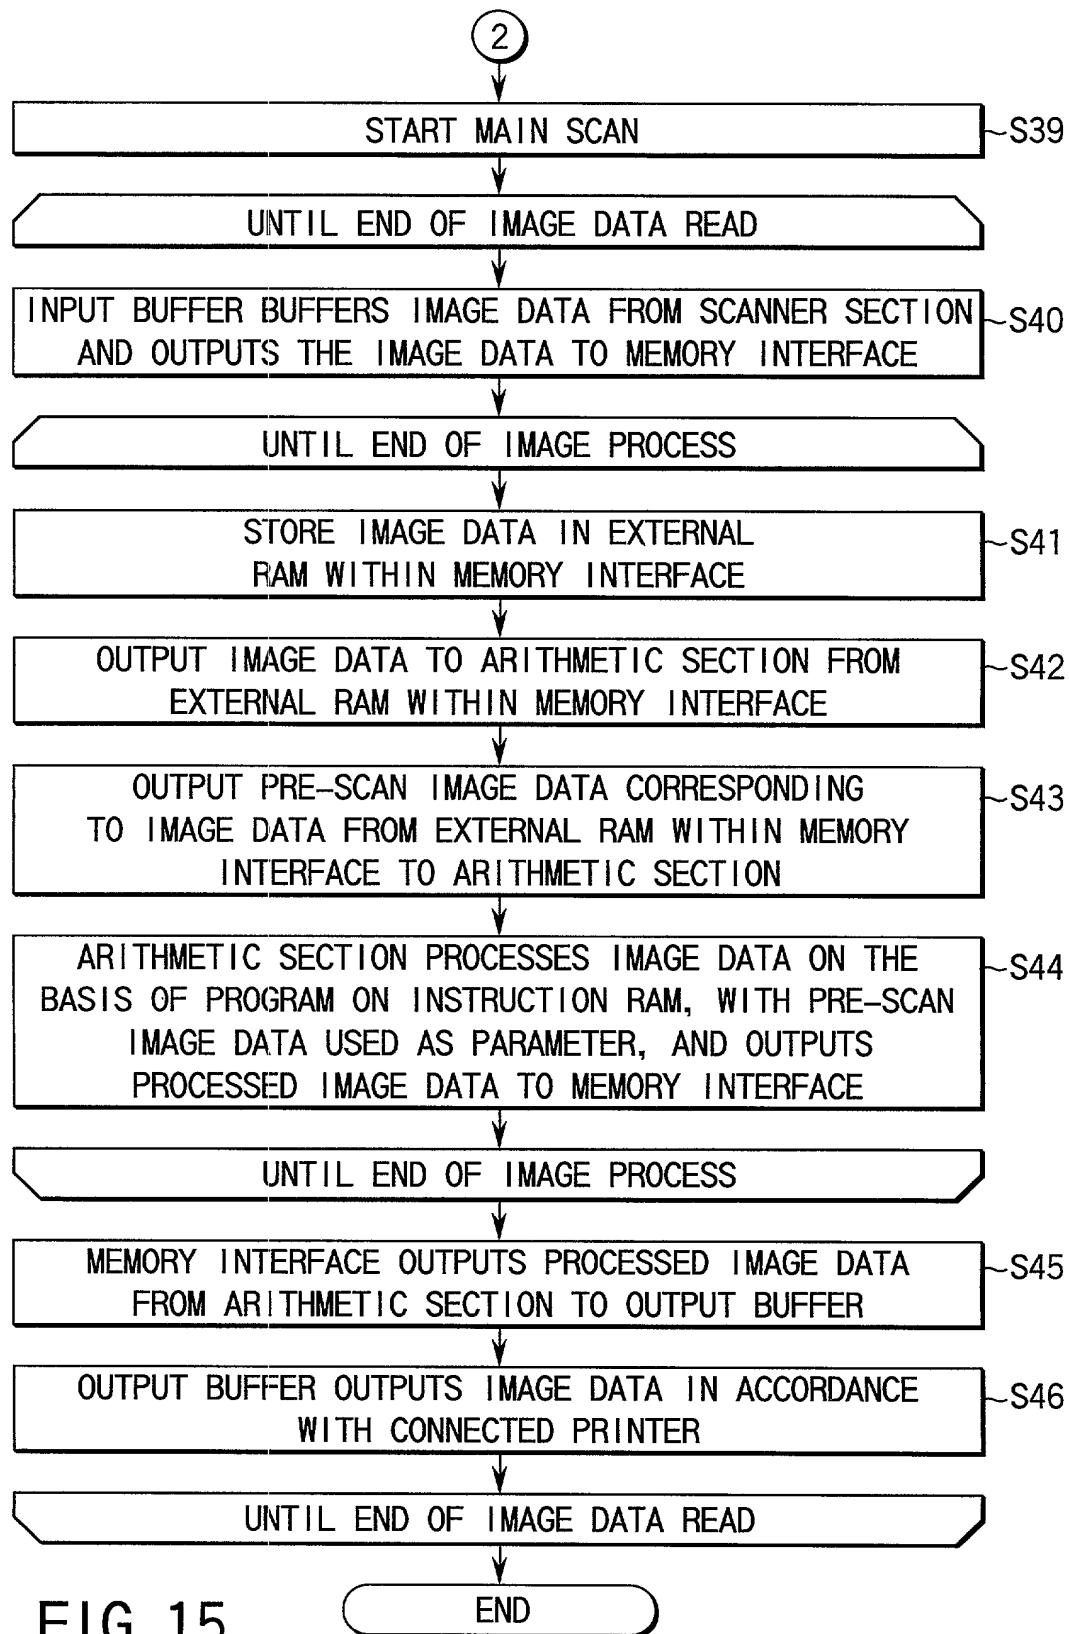 2
START MAIN SCAN
S39
UNTIL END OF IMAGE DATA READ
INPUT BUFFER BUFFERS IMAGE DATA FROM SCANNER SECTION
AND OUTPUTS THE IMAGE DATA TO MEMORY INTERFACE
S40
UNTIL END OF IMAGE PROCESS
STORE IMAGE DATA IN EXTERNAL
RAM WITHIN MEMORY INTERFACE
S41
OUTPUT IMAGE DATA TO ARITHMETIC SECTION FROM
EXTERNAL RAM WITHIN MEMORY INTERFACE
S42
OUTPUT PRE-SCAN IMAGE DATA CORRESPONDING
TO IMAGE DATA FROM EXTERNAL RAM WITHIN MEMORY
INTERFACE TO ARITHMETIC SECTION
S43
ARITHMETIC SECTION PROCESSES IMAGE DATA ON THE
BASIS OF PROGRAM ON INSTRUCTION RAM, WITH PRE-SCAN
IMAGE DATA USED AS PARAMETER, AND OUTPUTS
PROCESSED IMAGE DATA TO MEMORY INTERFACE
S44
UNTIL END OF IMAGE PROCESS
MEMORY INTERFACE OUTPUTS PROCESSED IMAGE DATA
FROM ARITHMETIC SECTION TO OUTPUT BUFFER
S45
OUTPUT BUFFER OUTPUTS IMAGE DATA IN ACCORDANCE
WITH CONNECTED PRINTER
S46
UNTIL END OF IMAGE DATA READ
END
FIG. 15